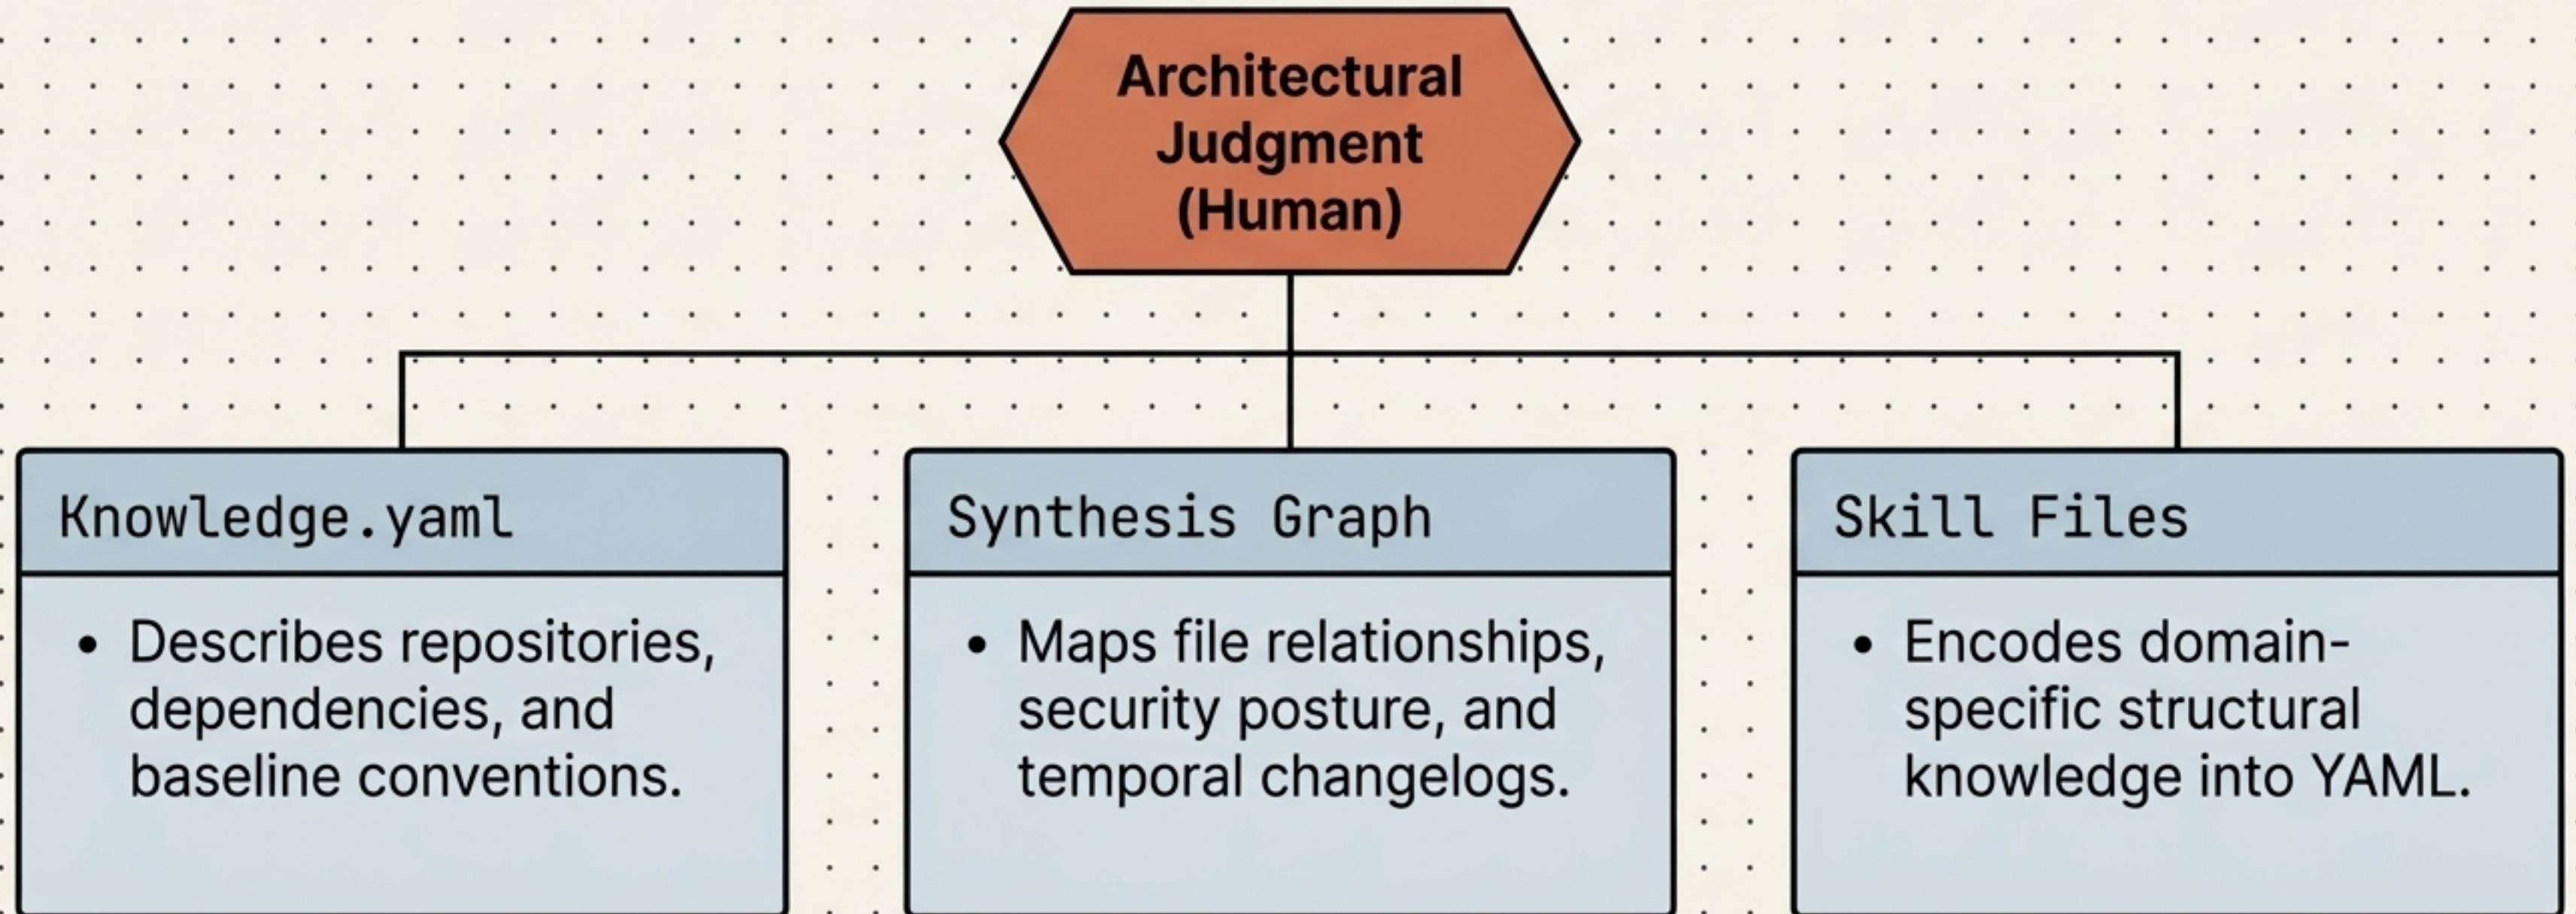 Architectural
Judgment
(Human)
Knowledge.yaml
• Describes repositories,
dependencies, and
baseline conventions.
Synthesis Graph
• Maps file relationships,
security posture, and
temporal changelogs.
Skill Files
• Encodes domain-
specific structural
knowledge into YAML.